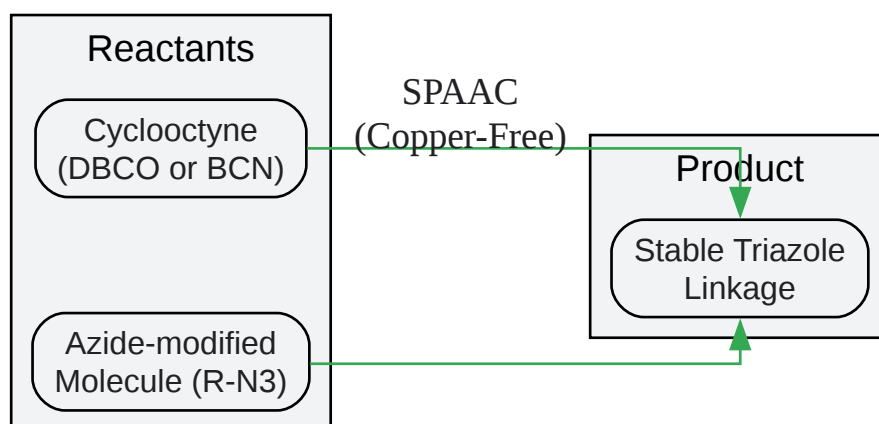 Reactants
Cyclooctyne
(DBCO or BCN)
SPAAC
(Copper-Free)
Product
Stable Triazole
Linkage
Azide-modified
Molecule (R-N3)